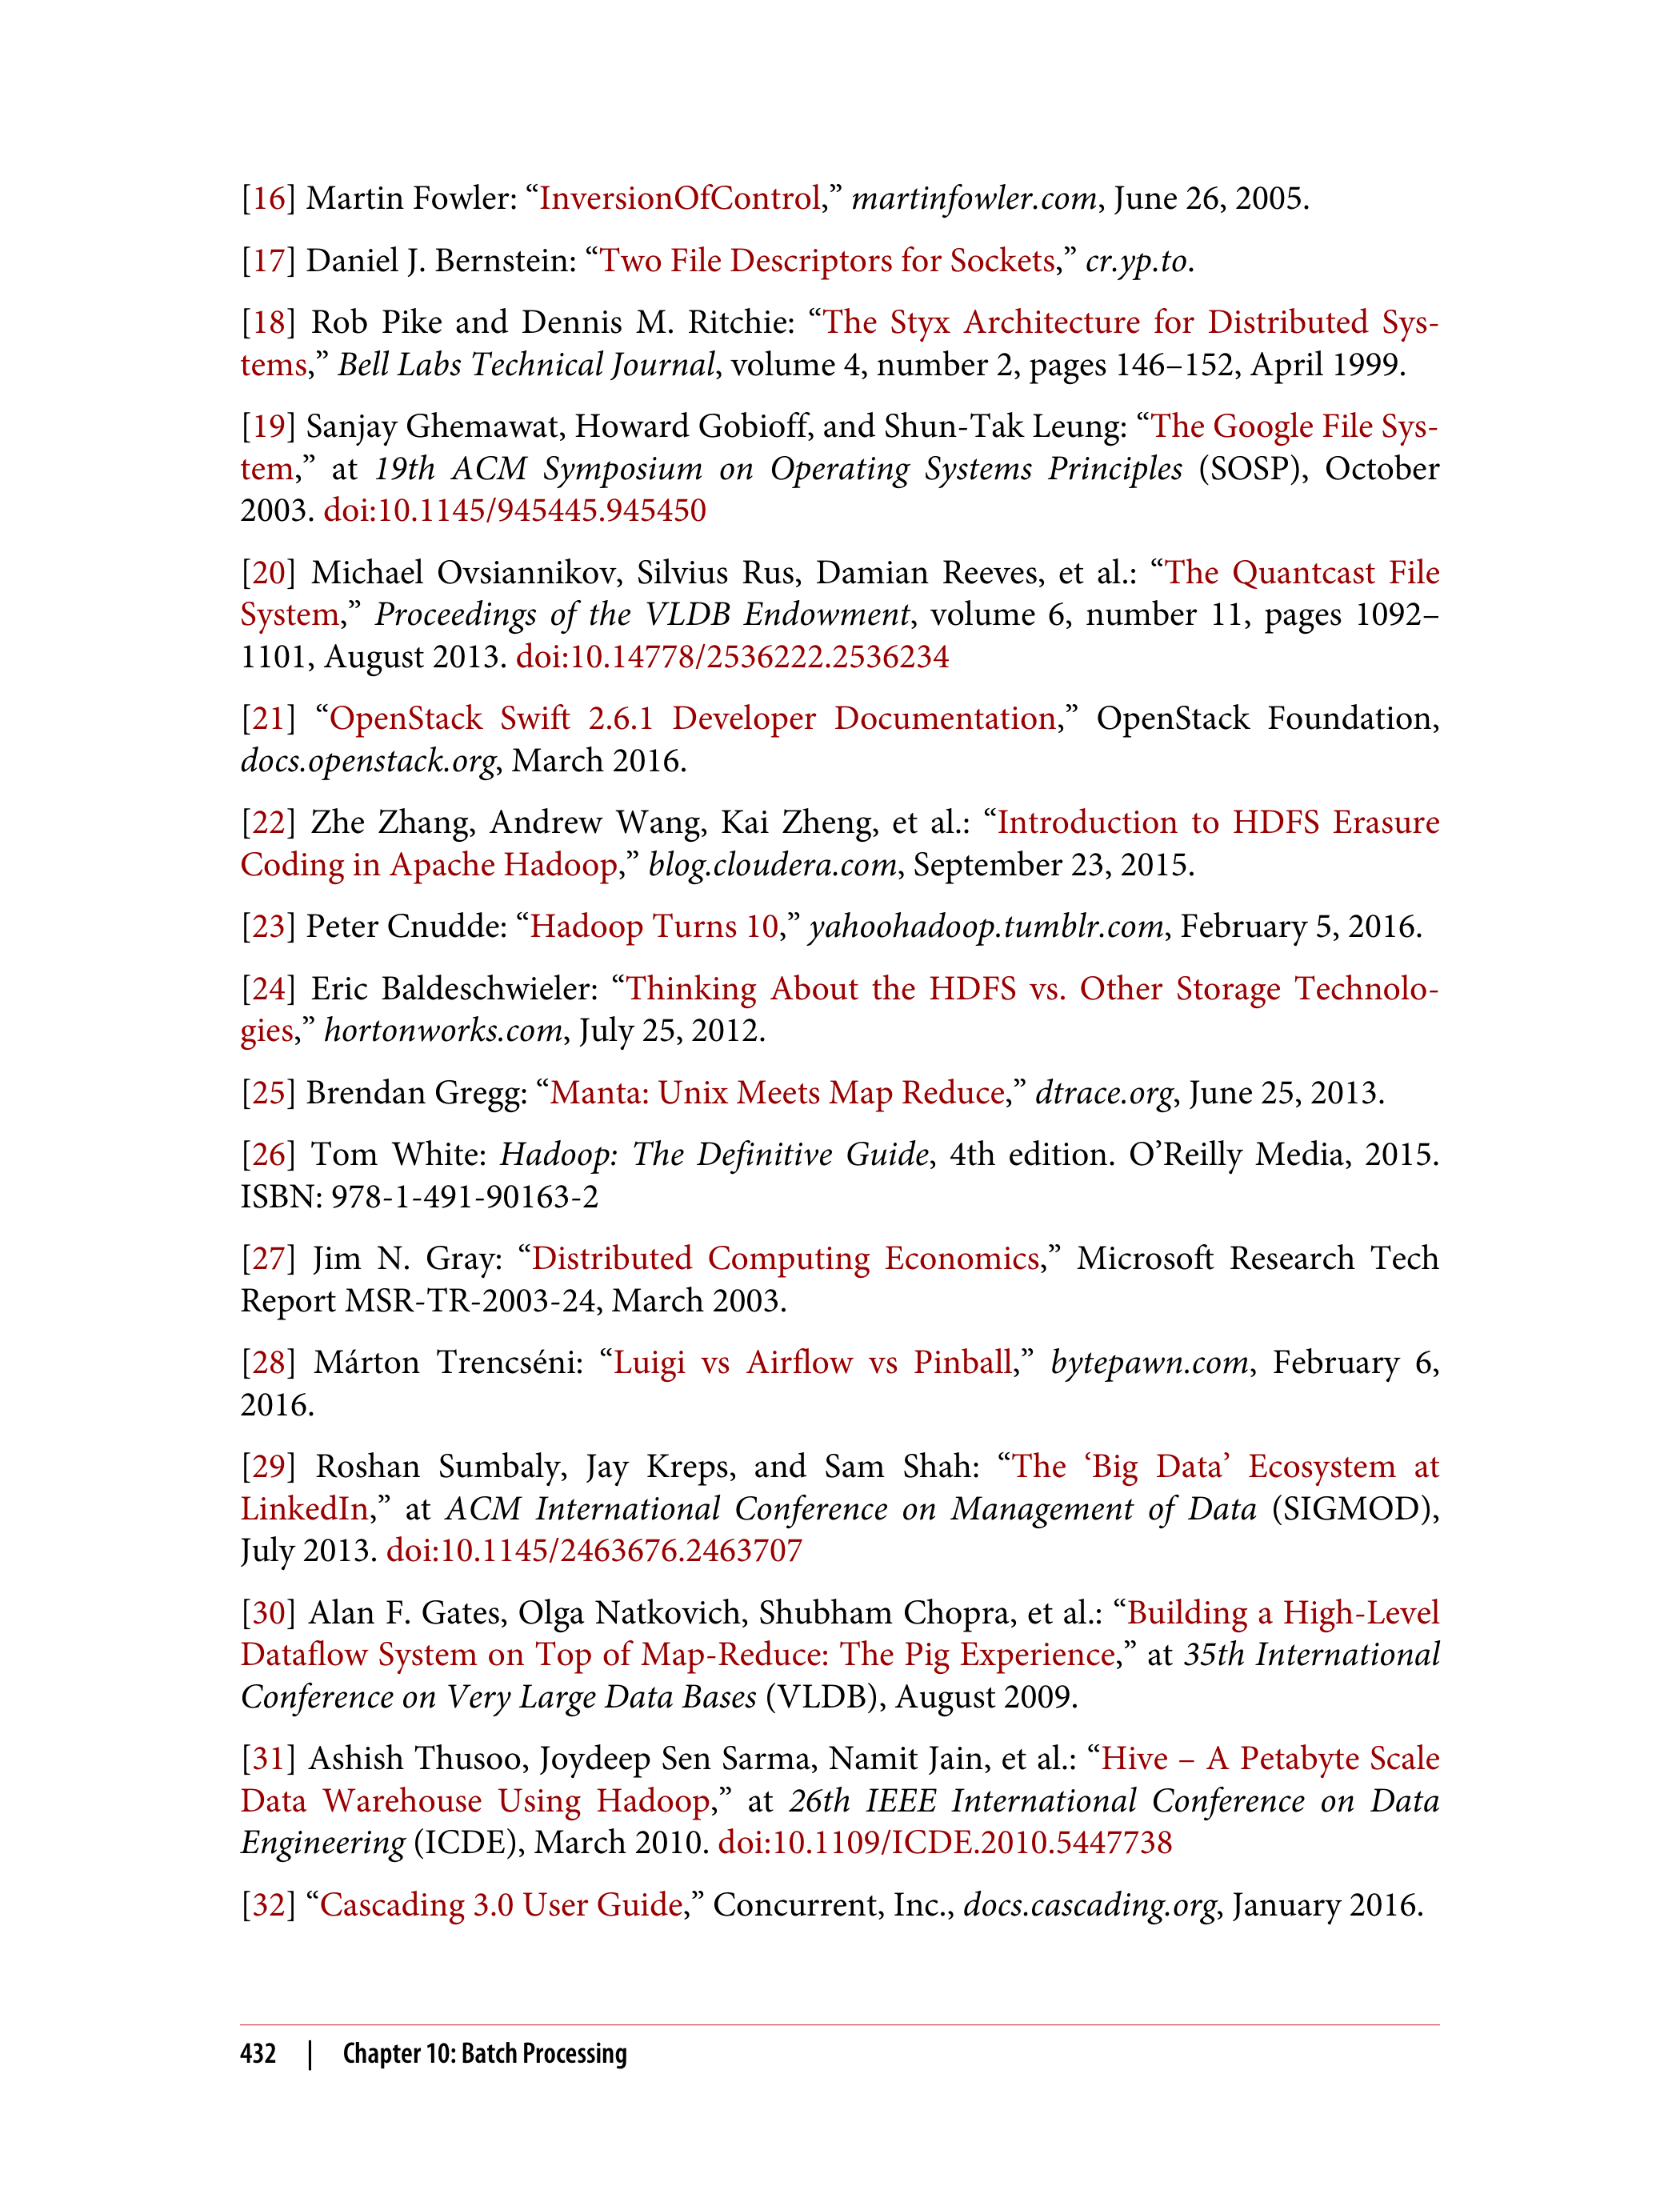 [16] Martin Fowler: “InversionOfControl,” martinfowler.com, June 26, 2005.
[17] Daniel J. Bernstein: “Two File Descriptors for Sockets,” cr.yp.to.
[18] Rob Pike and Dennis M. Ritchie: “The Styx Architecture for Distributed Sys-
tems,” Bell Labs Technical Journal, volume 4, number 2, pages 146–152, April 1999.
[19] Sanjay Ghemawat, Howard Gobioff, and Shun-Tak Leung: “The Google File Sys-
tem,” at 19th ACM Symposium on Operating Systems Principles (SOSP), October
2003. doi:10.1145/945445.945450
[20] Michael Ovsiannikov, Silvius Rus, Damian Reeves, et al.: “The Quantcast File
System,” Proceedings of the VLDB Endowment, volume 6, number 11, pages 1092–
1101, August 2013. doi:10.14778/2536222.2536234
[21] “OpenStack Swift 2.6.1 Developer Documentation,” OpenStack Foundation,
docs.openstack.org, March 2016.
[22] Zhe Zhang, Andrew Wang, Kai Zheng, et al.: “Introduction to HDFS Erasure
Coding in Apache Hadoop,” blog.cloudera.com, September 23, 2015.
[23] Peter Cnudde: “Hadoop Turns 10,” yahoohadoop.tumblr.com, February 5, 2016.
[24] Eric Baldeschwieler: “Thinking About the HDFS vs. Other Storage Technolo-
gies,” hortonworks.com, July 25, 2012.
[25] Brendan Gregg: “Manta: Unix Meets Map Reduce,” dtrace.org, June 25, 2013.
[26] Tom White: Hadoop: The Definitive Guide, 4th edition. O’Reilly Media, 2015.
ISBN: 978-1-491-90163-2
[27] Jim N. Gray: “Distributed Computing Economics,” Microsoft Research Tech
Report MSR-TR-2003-24, March 2003.
[28] Márton Trencséni: “Luigi vs Airflow vs Pinball,” bytepawn.com, February 6,
2016.
[29] Roshan Sumbaly, Jay Kreps, and Sam Shah: “The ‘Big Data’ Ecosystem at
LinkedIn,” at ACM International Conference on Management of Data (SIGMOD),
July 2013. doi:10.1145/2463676.2463707
[30] Alan F. Gates, Olga Natkovich, Shubham Chopra, et al.: “Building a High-Level
Dataflow System on Top of Map-Reduce: The Pig Experience,” at 35th International
Conference on Very Large Data Bases (VLDB), August 2009.
[31] Ashish Thusoo, Joydeep Sen Sarma, Namit Jain, et al.: “Hive – A Petabyte Scale
Data Warehouse Using Hadoop,” at 26th IEEE International Conference on Data
Engineering (ICDE), March 2010. doi:10.1109/ICDE.2010.5447738
[32] “Cascading 3.0 User Guide,” Concurrent, Inc., docs.cascading.org, January 2016.
432 | Chapter 10: Batch Processing